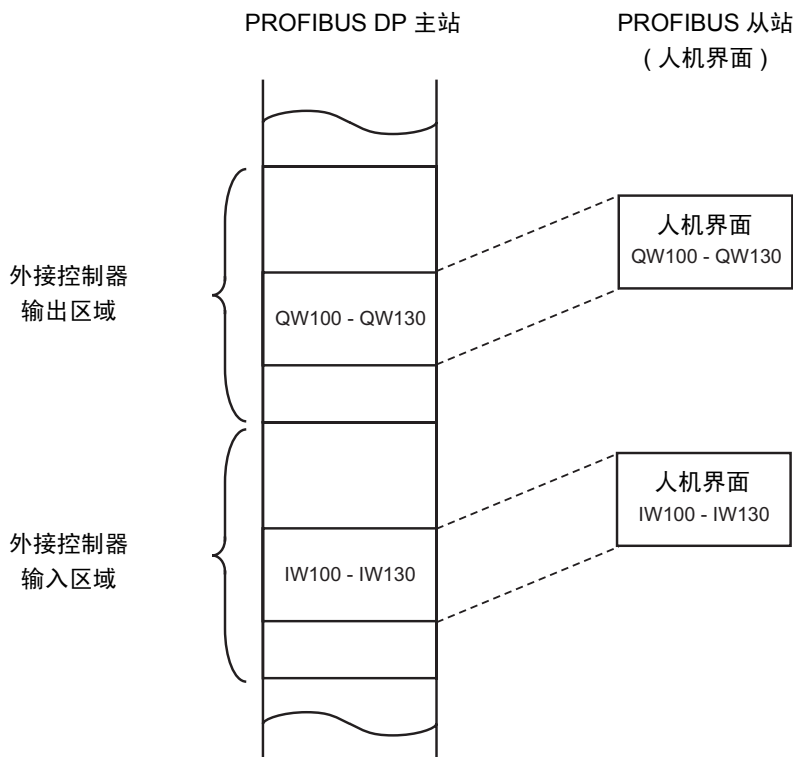 PROFIBUS DP 主站
PROFIBUS 从站
( 人机界面 )
外接控制器
输出区域
QW100 - QW130
人机界面
QW100 - QW130
外接控制器
输入区域
IW100 - IW130
人机界面
IW100 - IW130